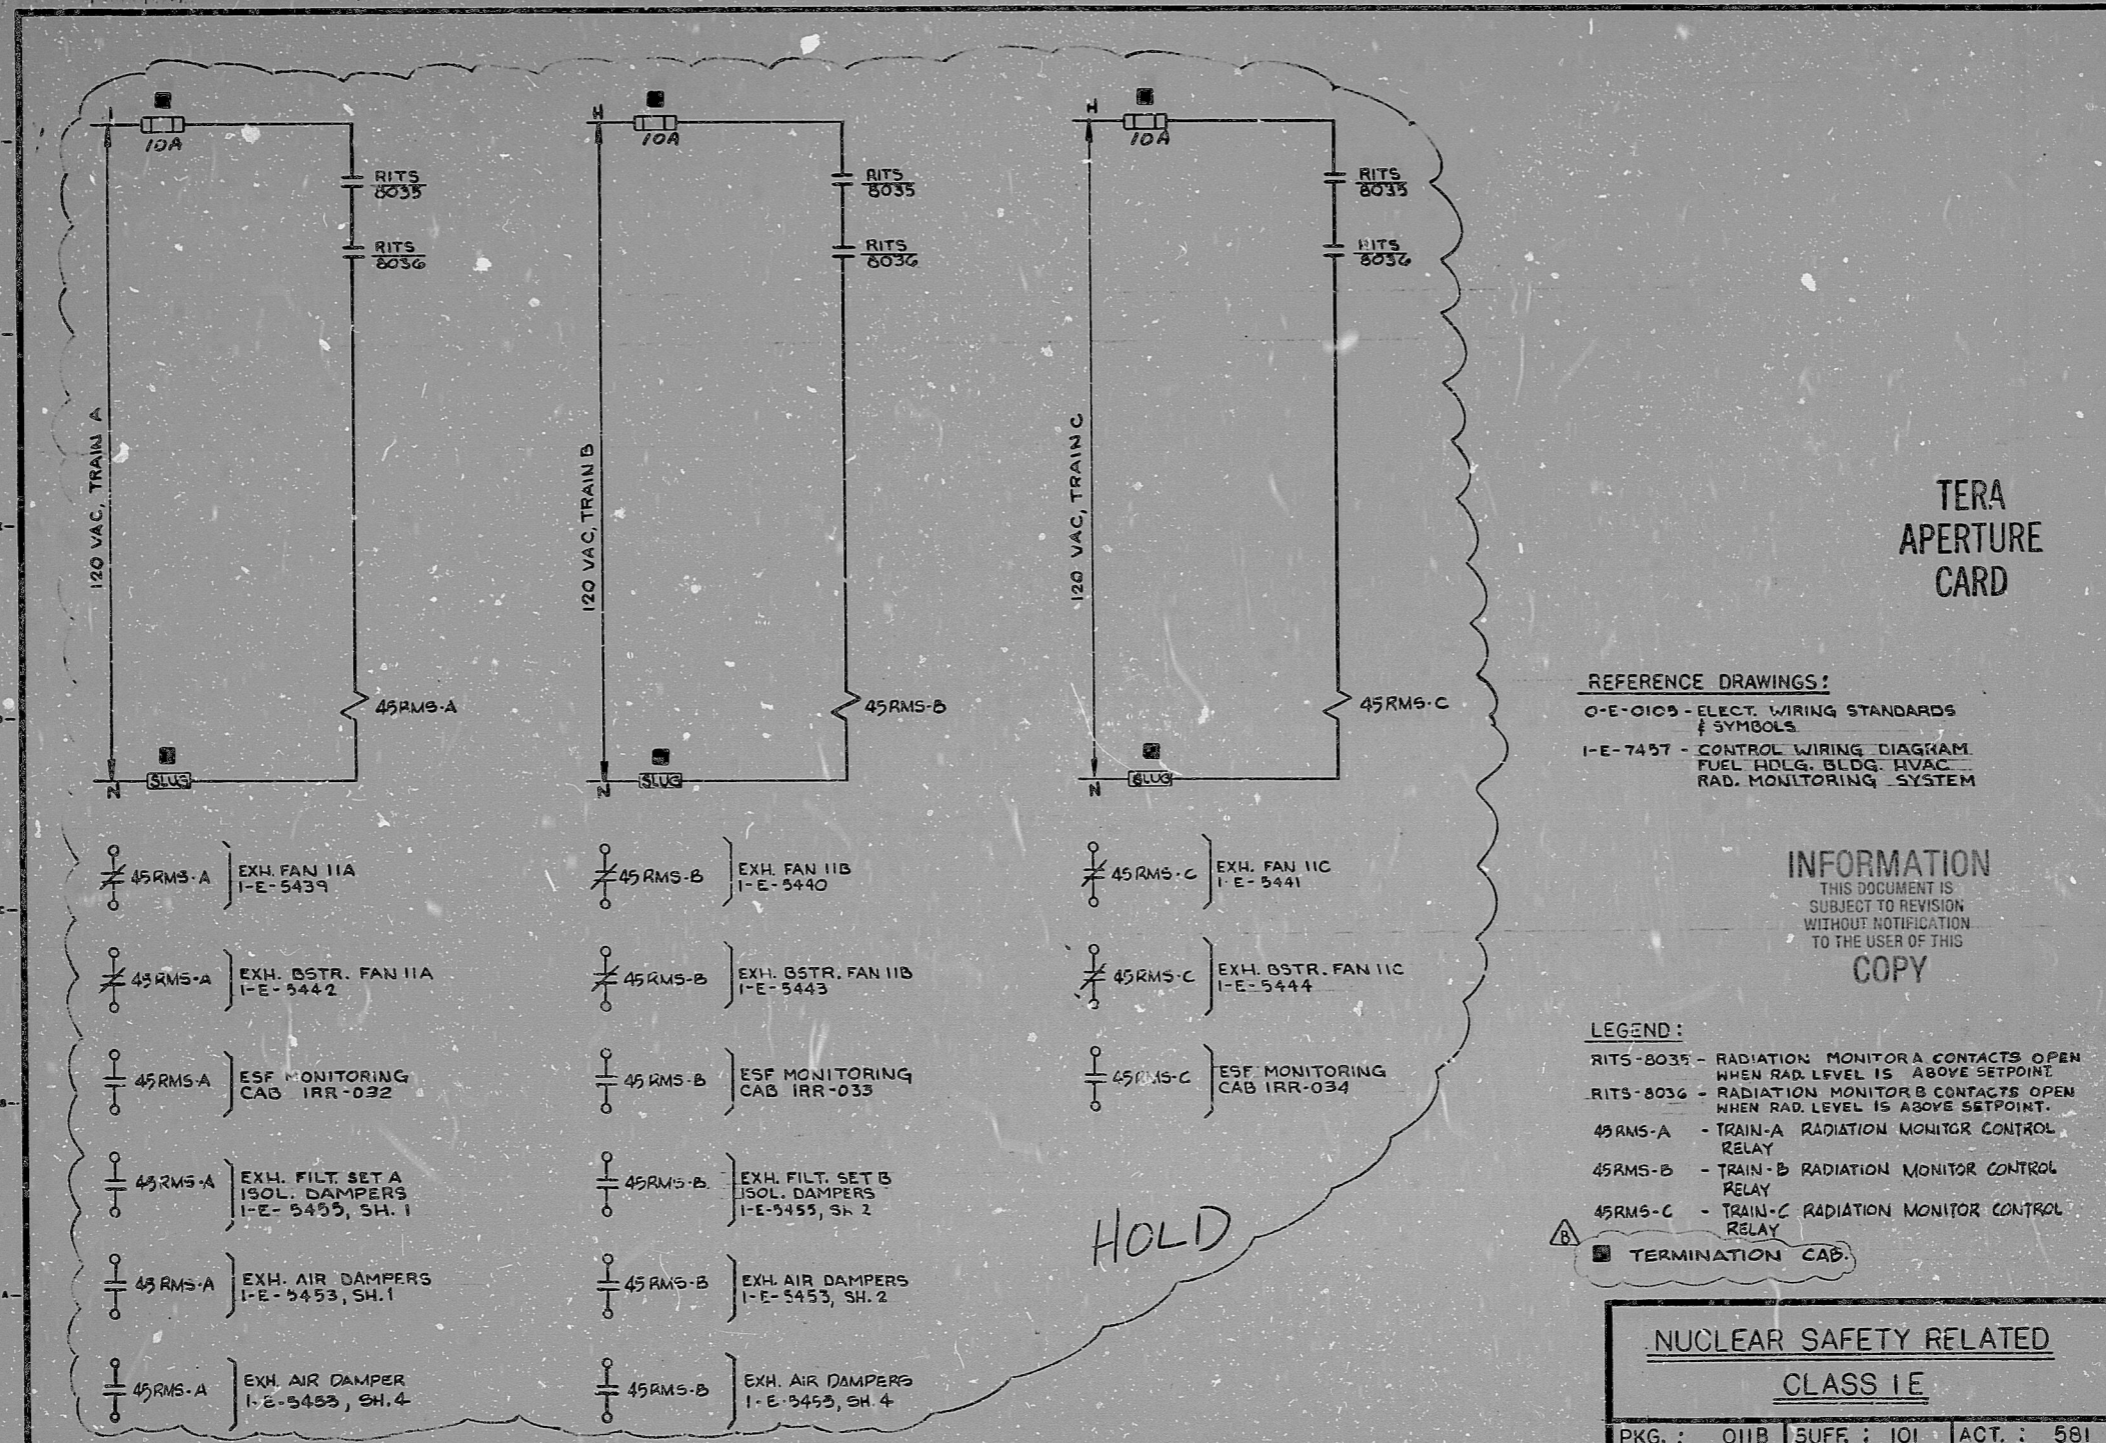 H
10A
RITS
8035
RITS
8036
120 VAC, TRAIN A
45RMS-A
N
SLUG
H
10A
RITS
8035
RITS
8036
120 VAC, TRAIN B
45RMS-B
N
SLUG
H
10A
RITS
8035
RITS
8036
120 VAC, TRAIN C
45RMS-C
N
SLUG
45RMS-A
EXH. FAN 11A
1-E-5439
45RMS-A
EXH. BSTR. FAN 11A
1-E-5442
45RMS-A
ESF MONITORING
CAB 1RR-032
45RMS-A
EXH. FILT. SET A
ISOL. DAMPERS
1-E-5455, SH. 1
45RMS-A
EXH. AIR DAMPERS
1-E-5453, SH.1
45RMS-A
EXH. AIR DAMPER
1-E-5453, SH.4
45RMS-B
EXH. FAN 11B
1-E-5440
45RMS-B
EXH. BSTR. FAN 11B
1-E-5443
45RMS-B
ESF MONITORING
CAB 1RR-033
45RMS-B
EXH. FILT. SET B
ISOL. DAMPERS
1-E-5455, SH. 2
45RMS-B
EXH. AIR DAMPERS
1-E-5453, SH. 2
45RMS-B
EXH. AIR DAMPERS
1-E-5453, SH. 4
45RMS-C
EXH. FAN 11C
1-E-5441
45RMS-C
EXH. BSTR. FAN 11C
1-E-5444
45RMS-C
ESF MONITORING
CAB 1RR-034
HOLD
TERA
APERTURE
CARD
REFERENCE DRAWINGS:
0-E-0103 - ELECT. WIRING STANDARDS
& SYMBOLS
1-E-7457 - CONTROL WIRING DIAGRAM
FUEL HDLG. BLDG. HVAC
RAD. MONITORING SYSTEM
INFORMATION
THIS DOCUMENT IS
SUBJECT TO REVISION
WITHOUT NOTIFICATION
TO THE USER OF THIS
COPY
LEGEND:
RITS-8035 - RADIATION MONITOR A CONTACTS OPEN
WHEN RAD. LEVEL IS ABOVE SETPOINT.
RITS-8036 - RADIATION MONITOR B CONTACTS OPEN
WHEN RAD. LEVEL IS ABOVE SETPOINT.
45RMS-A - TRAIN-A RADIATION MONITOR CONTROL
RELAY
45RMS-B - TRAIN-B RADIATION MONITOR CONTROL
RELAY
45RMS-C - TRAIN-C RADIATION MONITOR CONTROL
RELAY
B
TERMINATION CAB.
NUCLEAR SAFETY RELATED
CLASS 1E
PKG. : 011B SUFF. : 101 ACT. : 581